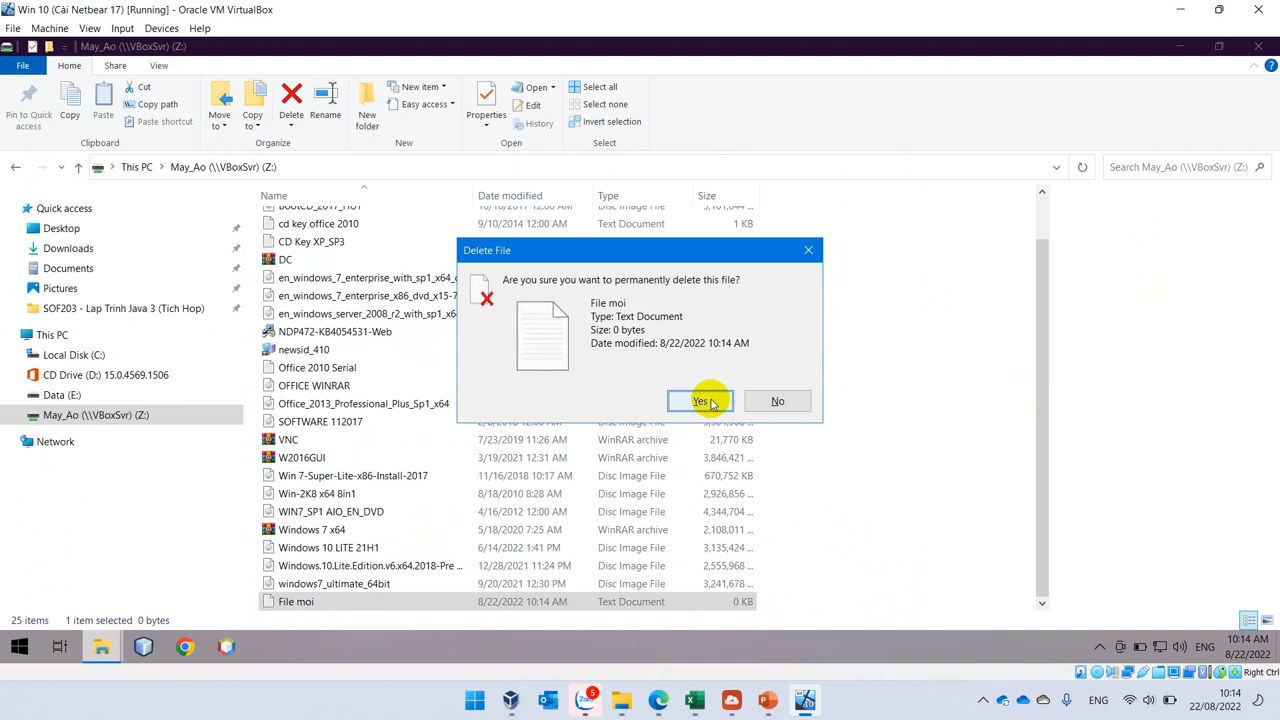 Win 10 (Cài Netbear 17) [Running] - Oracle VM VirtualBox
File Machine View Input Devices Help
May_Ao (\\VBoxSvr) (Z:)
File Home Share View
Pin to Quick access
Copy
Paste
Cut
Copy path
Paste shortcut
Move to
Copy to
Delete
Rename
New folder
New item
Easy access
Properties
Open
Edit
History
Select all
Select none
Invert selection
Clipboard Organize New Open Select
This PC May_Ao (\\VBoxSvr) (Z:)
Search May_Ao (\\VBoxSvr) (Z:)
Quick access
Desktop
Downloads
Documents
Pictures
SOF203 - Lap Trinh Java 3 (Tich Hop)
This PC
Local Disk (C:)
CD Drive (D:) 15.0.4569.1506
Data (E:)
May_Ao (\\VBoxSvr) (Z:)
Network
Name Date modified Type Size
cd key office 2010 9/10/2014 12:00 AM Text Document 1 KB
CD Key XP_SP3
DC
en_windows_7_enterprise_with_sp1_x64_
en_windows_7_enterprise_x86_dvd_x15-7
en_windows_server_2008_r2_with_sp1_x6
NDP472-KB4054531-Web
newsid_410
Office 2010 Serial
OFFICE WINRAR
Office_2013_Professional_Plus_Sp1_x64
SOFTWARE 112017
VNC 7/23/2019 11:26 AM WinRAR archive 21,770 KB
W2016GUI 3/19/2021 12:31 AM WinRAR archive 3,846,421 ...
Win 7-Super-Lite-x86-Install-2017 11/16/2018 10:17 AM Disc Image File 670,752 KB
Win-2K8 x64 8in1 8/18/2010 8:28 AM Disc Image File 2,926,856 ...
WIN7_SP1 AIO_EN_DVD 4/16/2012 12:00 AM Disc Image File 4,344,704 ...
Windows 7 x64 5/18/2020 7:25 AM WinRAR archive 2,108,011 ...
Windows 10 LITE 21H1 6/14/2022 1:41 PM Disc Image File 3,135,424 ...
Windows.10.Lite.Edition.v6.x64.2018-Pre ... 12/28/2021 11:24 PM Disc Image File 2,555,968 ...
windows7_ultimate_64bit 9/20/2021 12:30 PM Disc Image File 3,241,678 ...
File moi 8/22/2022 10:14 AM Text Document 0 KB
Delete File
Are you sure you want to permanently delete this file?
File moi
Type: Text Document
Size: 0 bytes
Date modified: 8/22/2022 10:14 AM
Yes No
25 items 1 item selected 0 bytes
ENG
10:14 AM
8/22/2022
Right Ctrl
5
Zalo
ENG
10:14
22/08/2022